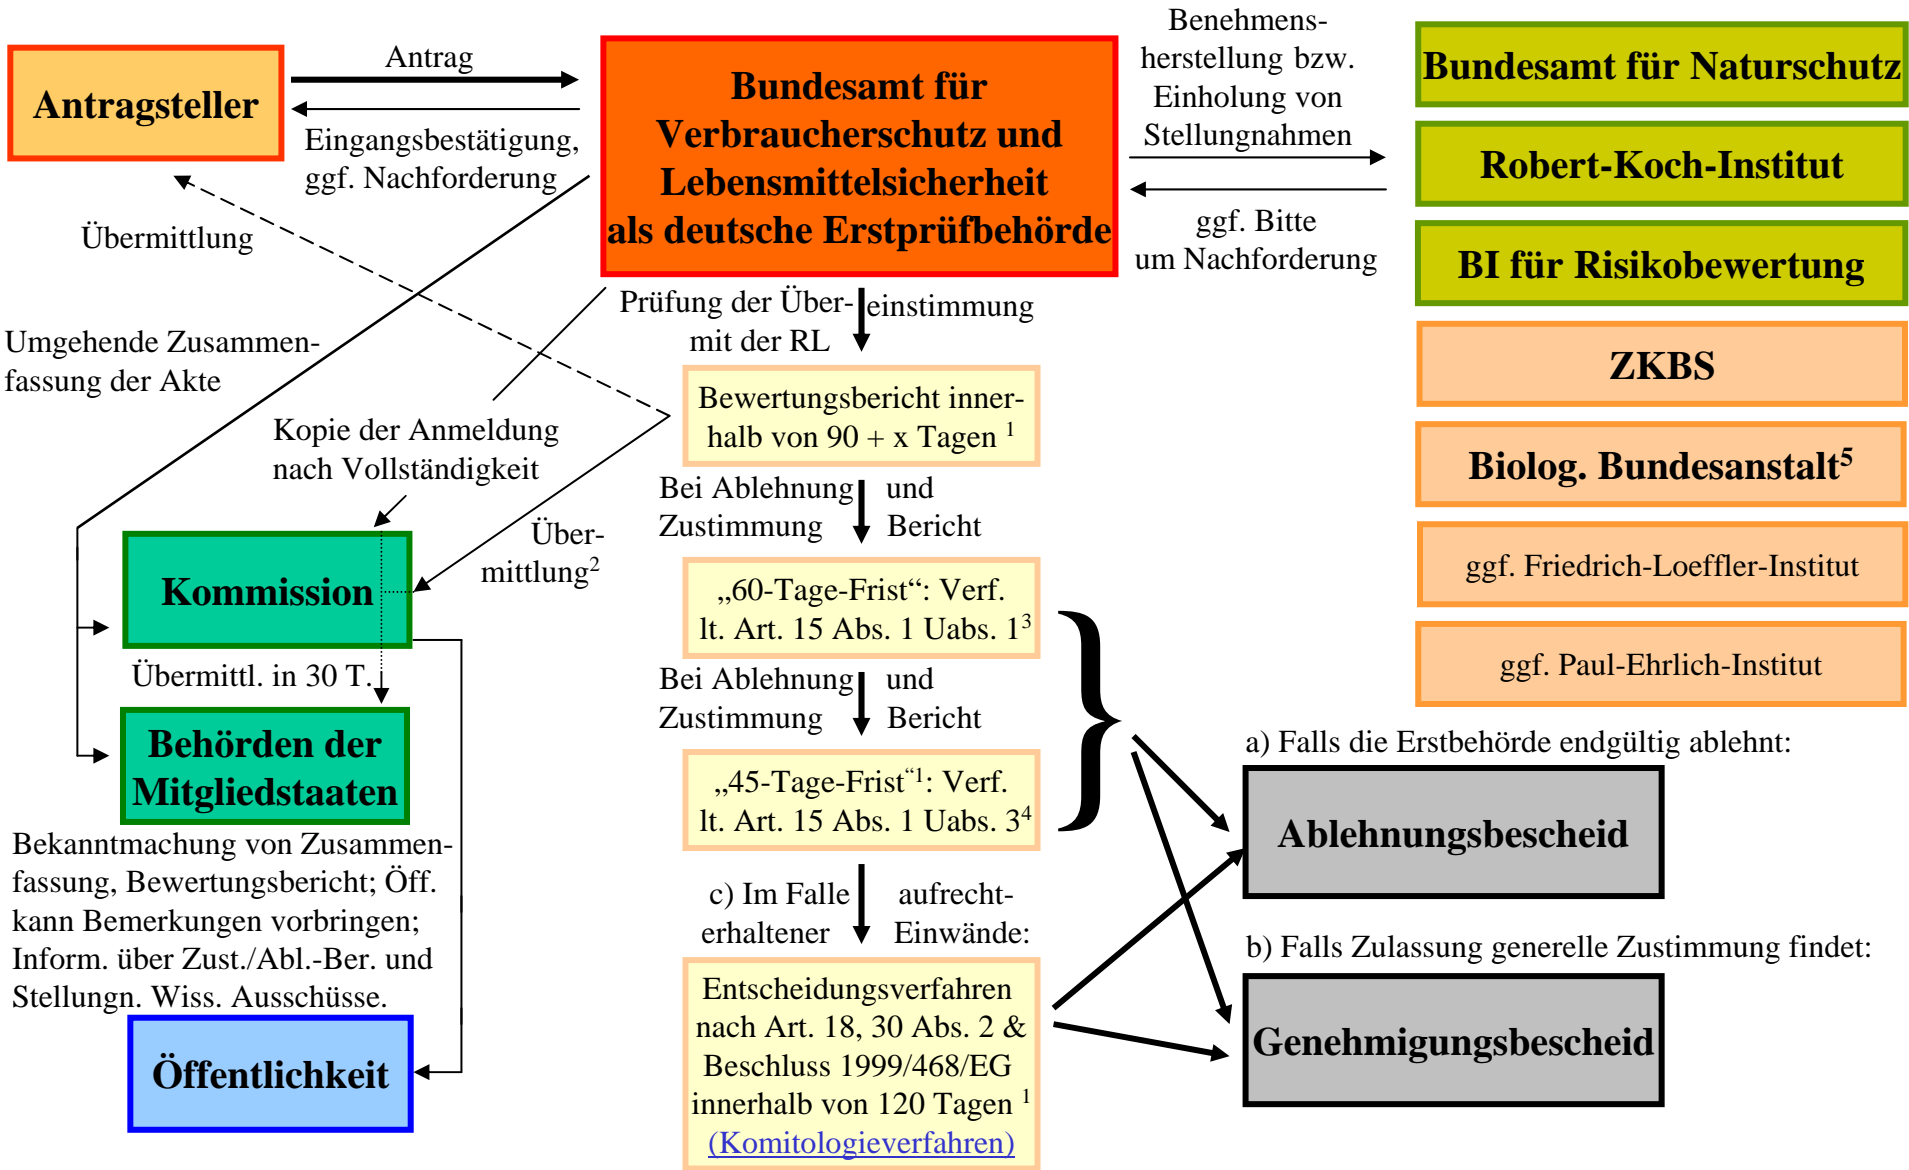 Antragsteller
Antrag
Eingangsbestätigung,
ggf. Nachforderung
Bundesamt für
Verbraucherschutz und
Lebensmittelsicherheit
als deutsche Erstprüfbehörde
Benehmens-
herstellung bzw.
Einholung von
Stellungnahmen
ggf. Bitte
um Nachforderung
Bundesamt für Naturschutz
Robert-Koch-Institut
BI für Risikobewertung
ZKBS
Biolog. Bundesanstalt⁵
ggf. Friedrich-Loeffler-Institut
ggf. Paul-Ehrlich-Institut
Übermittlung
Umgehende Zusammen-
fassung der Akte
Kopie der Anmeldung
nach Vollständigkeit
Prüfung der Über- einstimmung
mit der RL
Bewertungsbericht inner-
halb von 90 + x Tagen ¹
Bei Ablehnung und
Zustimmung Bericht
Über-
mittlung²
„60-Tage-Frist“: Verf.
lt. Art. 15 Abs. 1 Uabs. 1³
Bei Ablehnung und
Zustimmung Bericht
„45-Tage-Frist“¹: Verf.
lt. Art. 15 Abs. 1 Uabs. 3⁴
c) Im Falle aufrecht-
erhaltener Einwände:
Entscheidungsverfahren
nach Art. 18, 30 Abs. 2 &
Beschluss 1999/468/EG
innerhalb von 120 Tagen ¹
(Komitologieverfahren)
Kommission
Übermittl. in 30 T.
Behörden der
Mitgliedstaaten
Bekanntmachung von Zusammen-
fassung, Bewertungsbericht; Öff.
kann Bemerkungen vorbringen;
Inform. über Zust./Abl.-Ber. und
Stellungn. Wiss. Ausschüsse.
Öffentlichkeit
a) Falls die Erstbehörde endgültig ablehnt:
Ablehnungsbescheid
b) Falls Zulassung generelle Zustimmung findet:
Genehmigungsbescheid